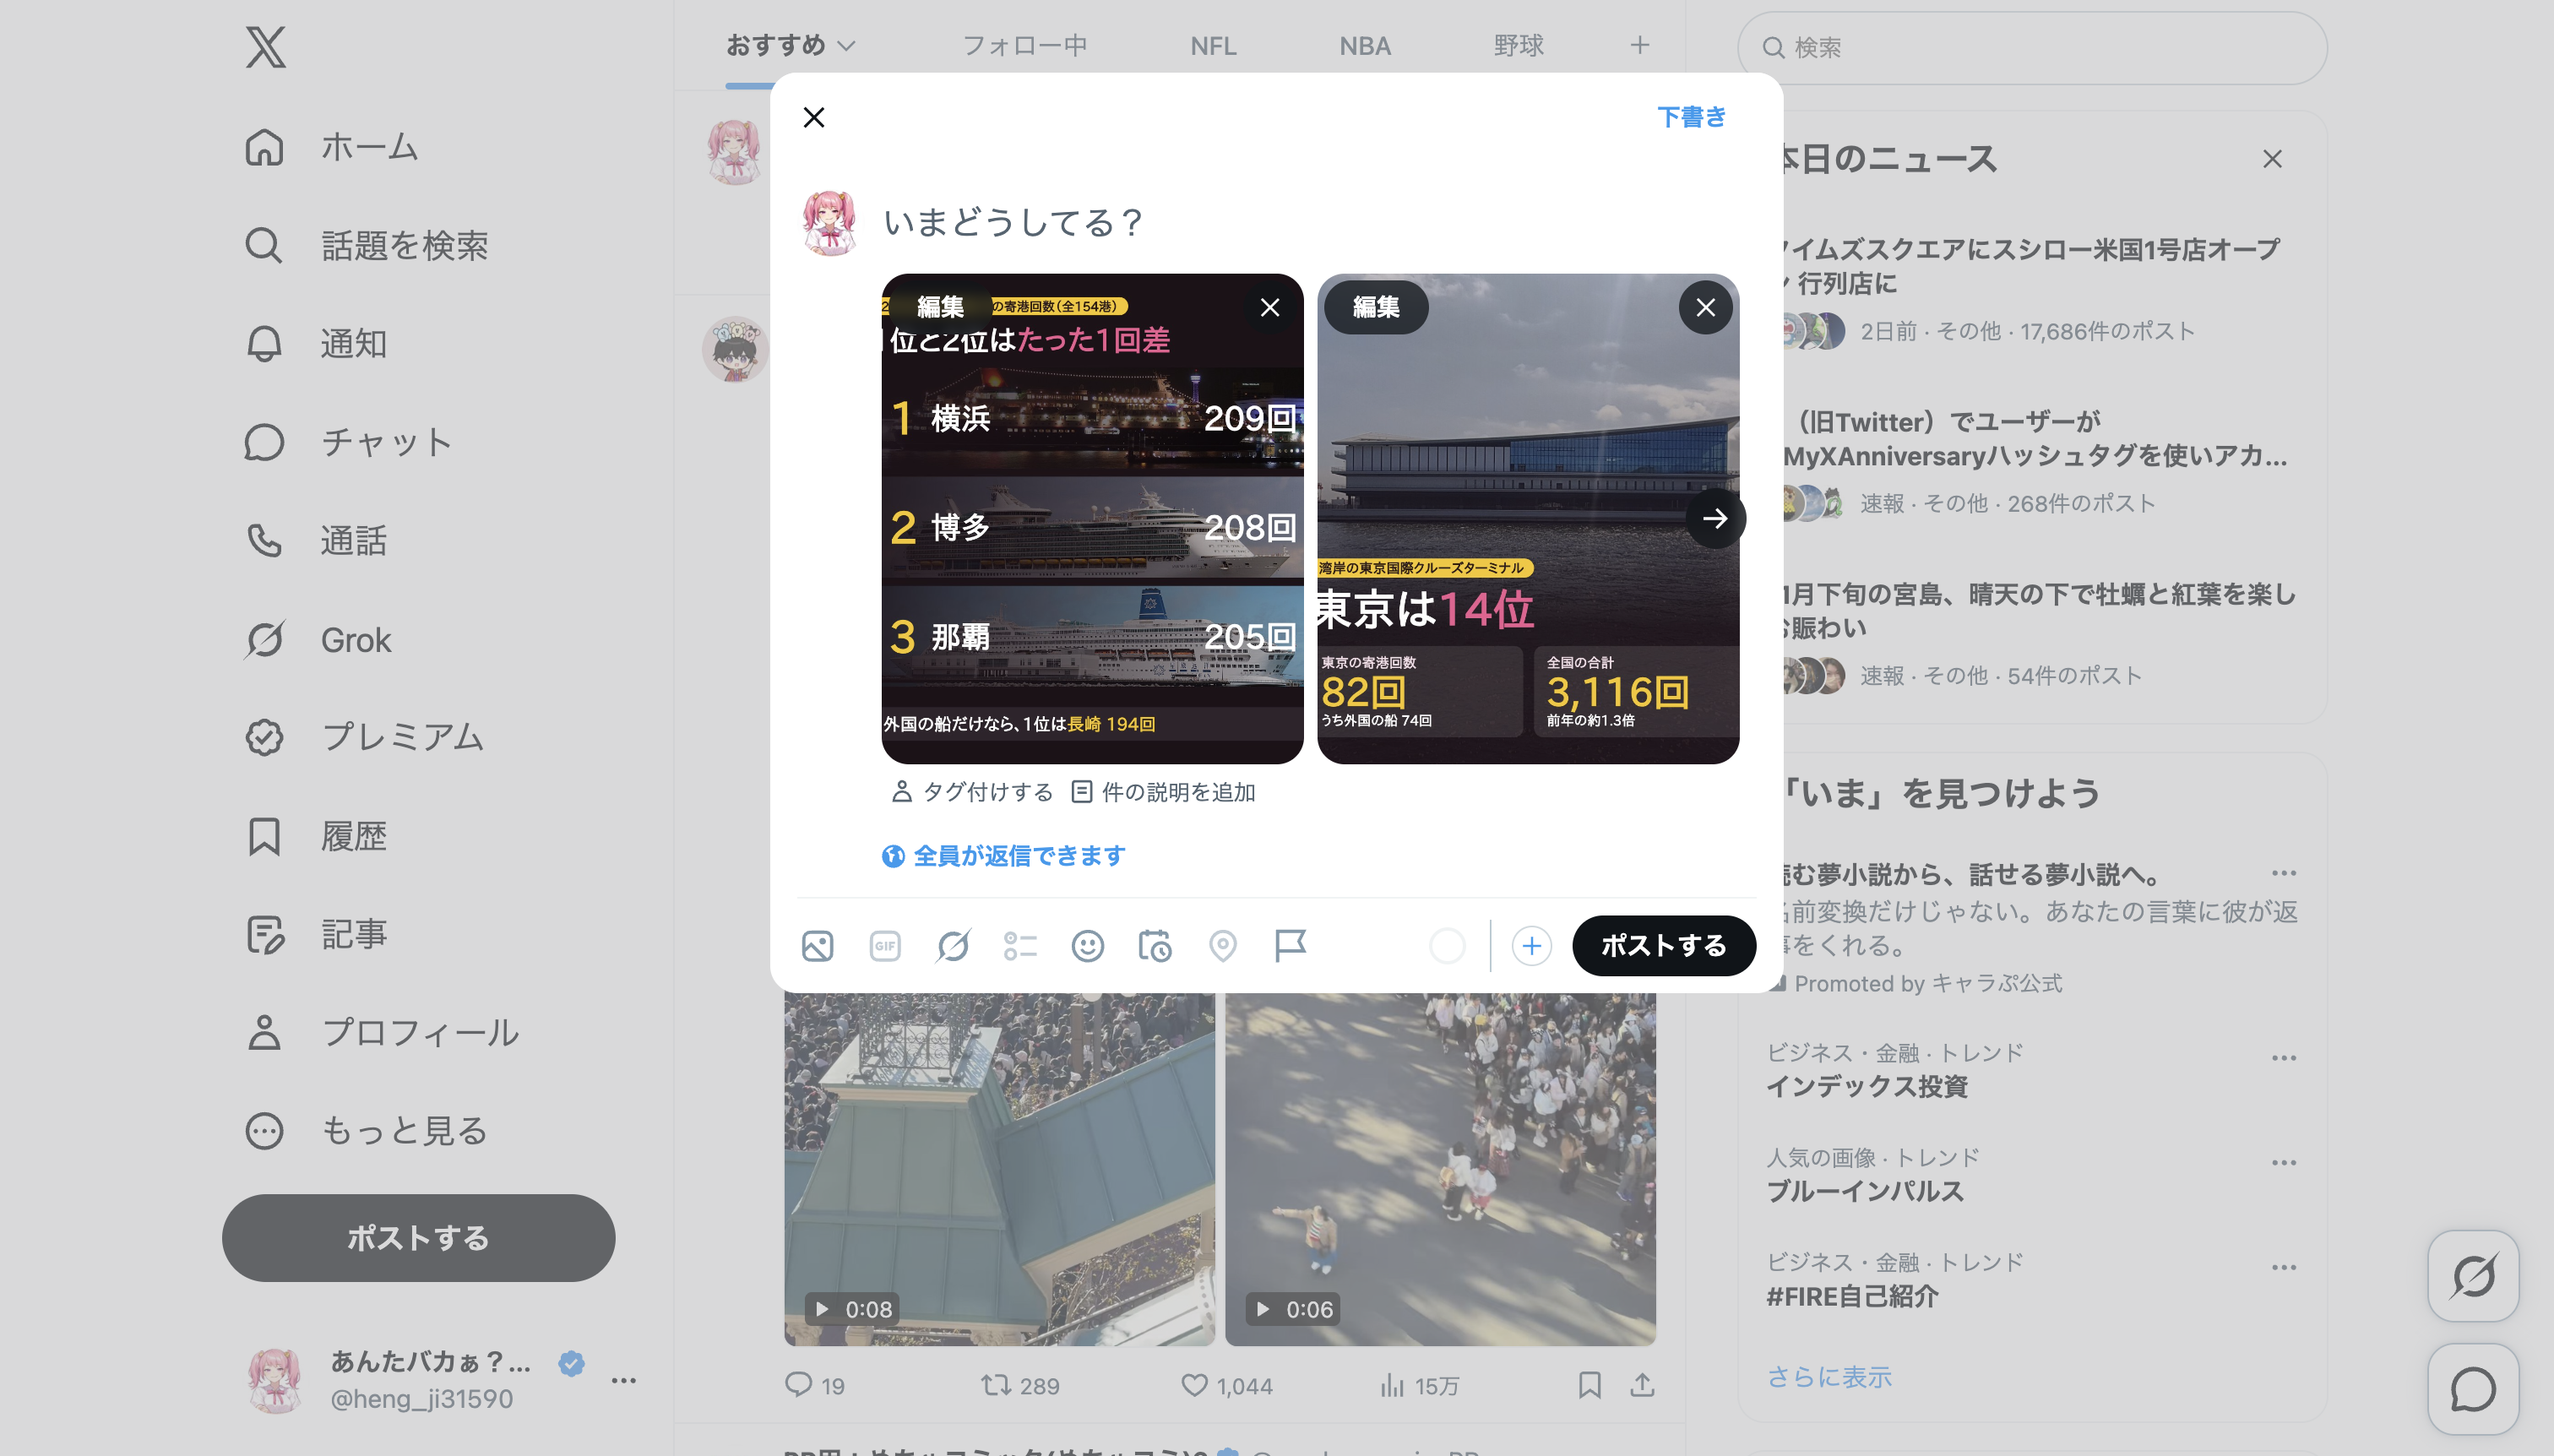 おすすめ
フォロー中
NFL
NBA
野球
検索
ホーム
話題を検索
通知
チャット
通話
Grok
プレミアム
履歴
記事
プロフィール
もっと見る
ポストする
あんたバカぁ？...
@heng_ji31590
下書き
いまどうしてる？
編集
の寄港回数（全154港）
位と2位はたった1回差
1 横浜 209回
2 博多 208回
3 那覇 205回
外国の船だけなら、1位は長崎 194回
編集
湾岸の東京国際クルーズターミナル
東京は14位
東京の寄港回数
82回
うち外国の船 74回
全国の合計
3,116回
前年の約1.3倍
タグ付けする
件の説明を追加
全員が返信できます
GIF
ポストする
0:08
0:06
19
289
1,044
15万
本日のニュース
イムズスクエアにスシロー米国1号店オープ
行列店に
2日前 · その他 · 17,686件のポスト
（旧Twitter）でユーザーが
MyXAnniversaryハッシュタグを使いアカ...
速報 · その他 · 268件のポスト
月下旬の宮島、晴天の下で牡蠣と紅葉を楽し
賑わい
速報 · その他 · 54件のポスト
「いま」を見つけよう
読む夢小説から、話せる夢小説へ。
名前変換だけじゃない。あなたの言葉に彼が返
事をくれる。
Promoted by キャラぷ公式
ビジネス・金融 · トレンド
インデックス投資
人気の画像 · トレンド
ブルーインパルス
ビジネス・金融 · トレンド
#FIRE自己紹介
さらに表示